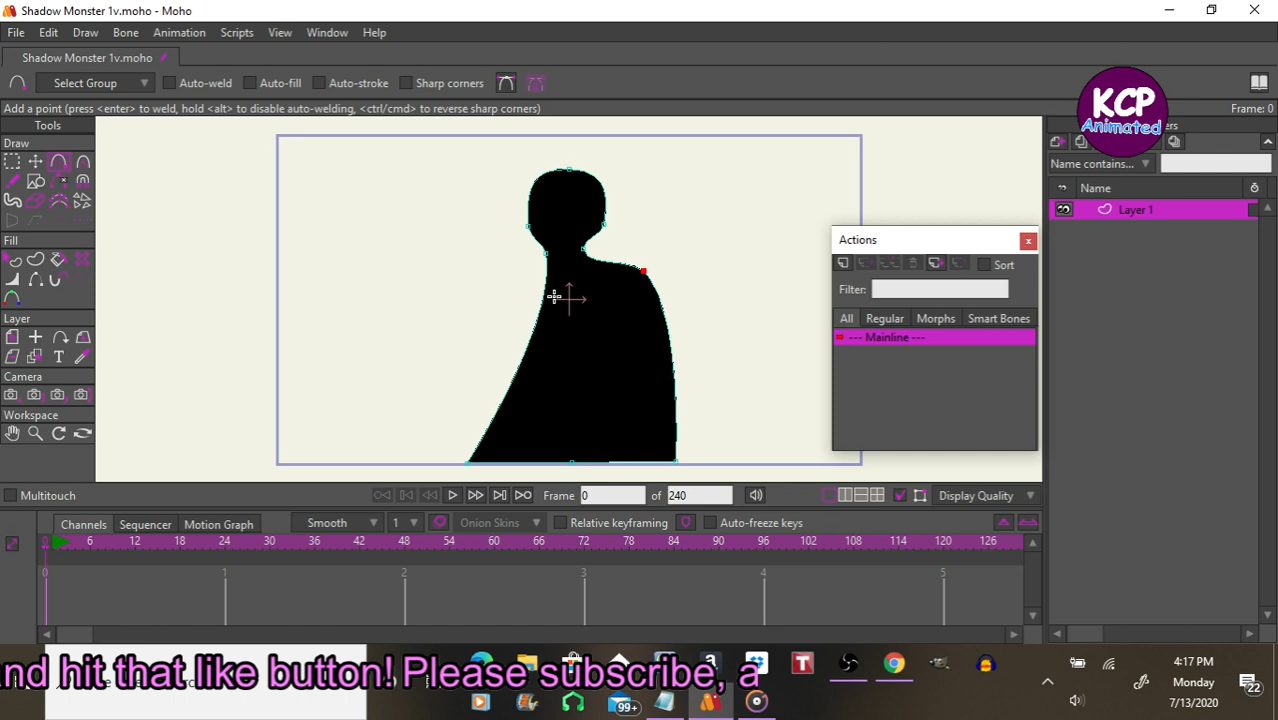 Shadow Monster 1v.moho - Moho
File Edit Draw Bone Animation Scripts View Window Help
Shadow Monster 1v.moho
Select Group Auto-weld Auto-fill Auto-stroke Sharp corners
Add a point (press <enter> to weld, hold <alt> to disable auto-welding, <ctrl/cmd> to reverse sharp corners) Frame: 0
KCP
Animated
Tools
Draw
Fill
Layer
Camera
Workspace
Multitouch
Name contains...
Name
Layer 1
Actions
Sort
Filter:
All Regular Morphs Smart Bones
--- Mainline ---
Frame 0 of 240 Display Quality
Channels Sequencer Motion Graph Smooth 1 Onion Skins Relative keyframing Auto-freeze keys
0 6 12 18 24 30 36 42 48 54 60 66 72 78 84 90 96 102 108 114 120 126
0 1 2 3 4 5
and hit that like button! Please subscribe, a
99+
4:17 PM
Monday
7/13/2020
22